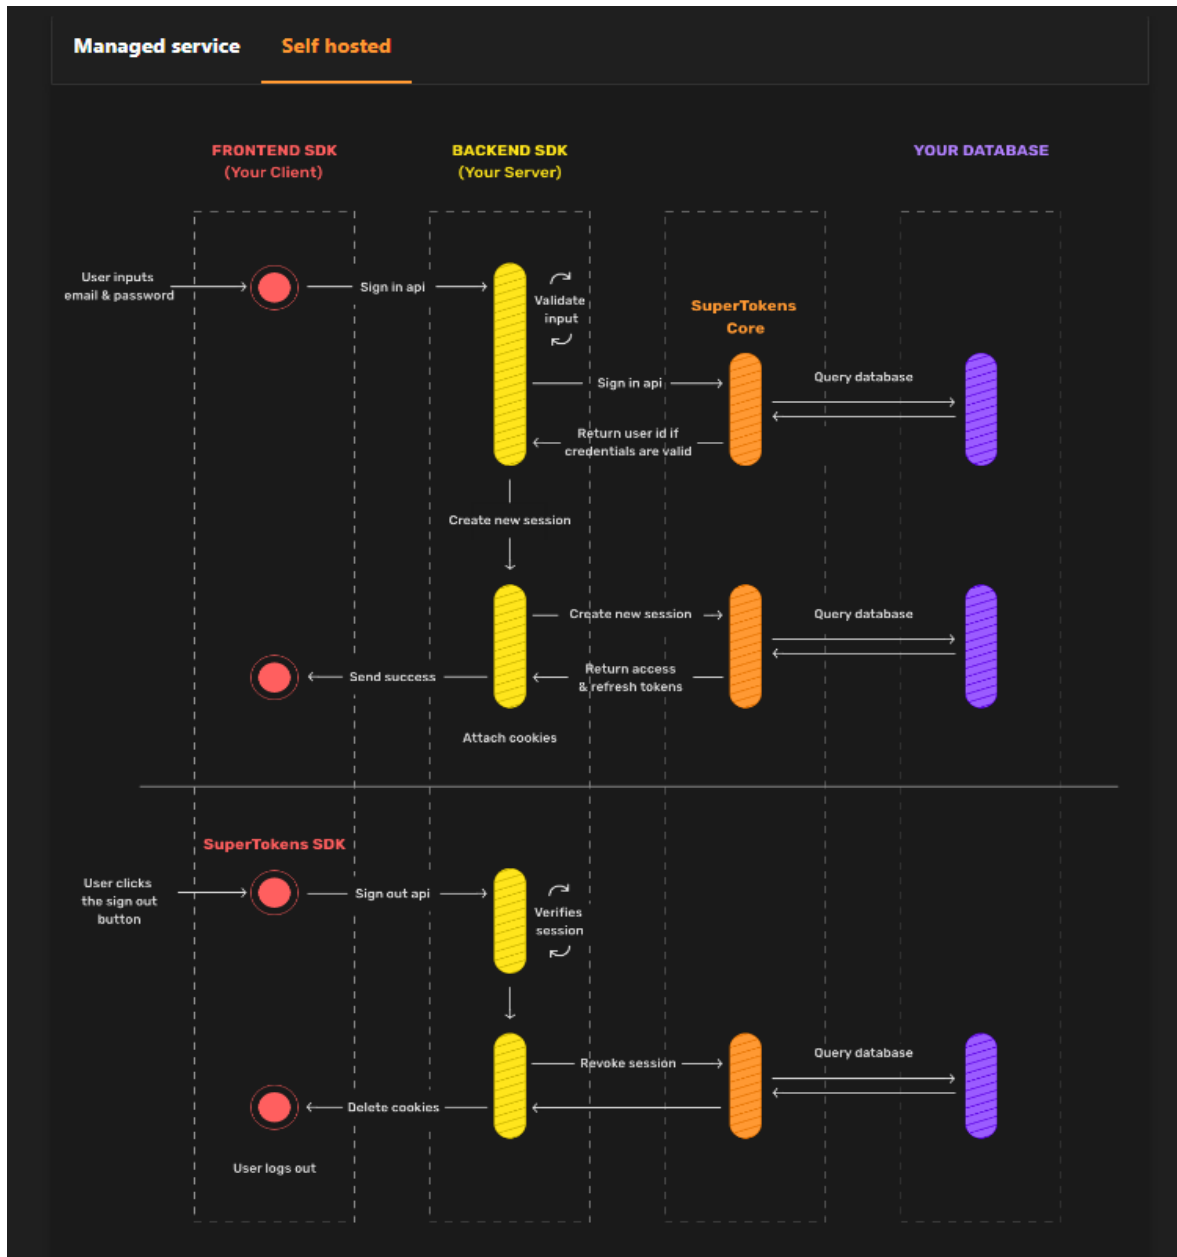 Managed service
Self hosted
FRONTEND SDK
(Your Client)
BACKEND SDK
(Your Server)
YOUR DATABASE
User inputs
email & password
Sign in api
Validate
input
SuperTokens
Core
Sign in api
Query database
Return user id if
credentials are valid
Create new session
Create new session
Query database
Send success
Return access
& refresh tokens
Attach cookies
SuperTokens SDK
User clicks
the sign out
button
Sign out api
Verifies
session
Revoke session
Query database
Delete cookies
User logs out